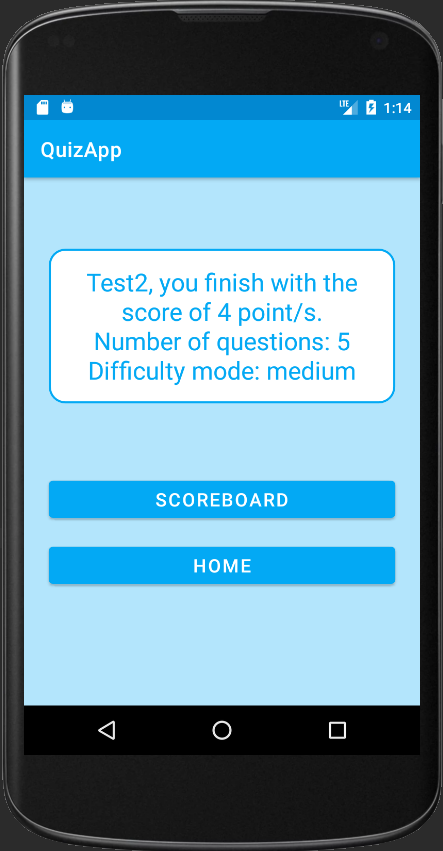 LTE 1:14
QuizApp
Test2, you finish with the
score of 4 point/s.
Number of questions: 5
Difficulty mode: medium
SCOREBOARD
HOME